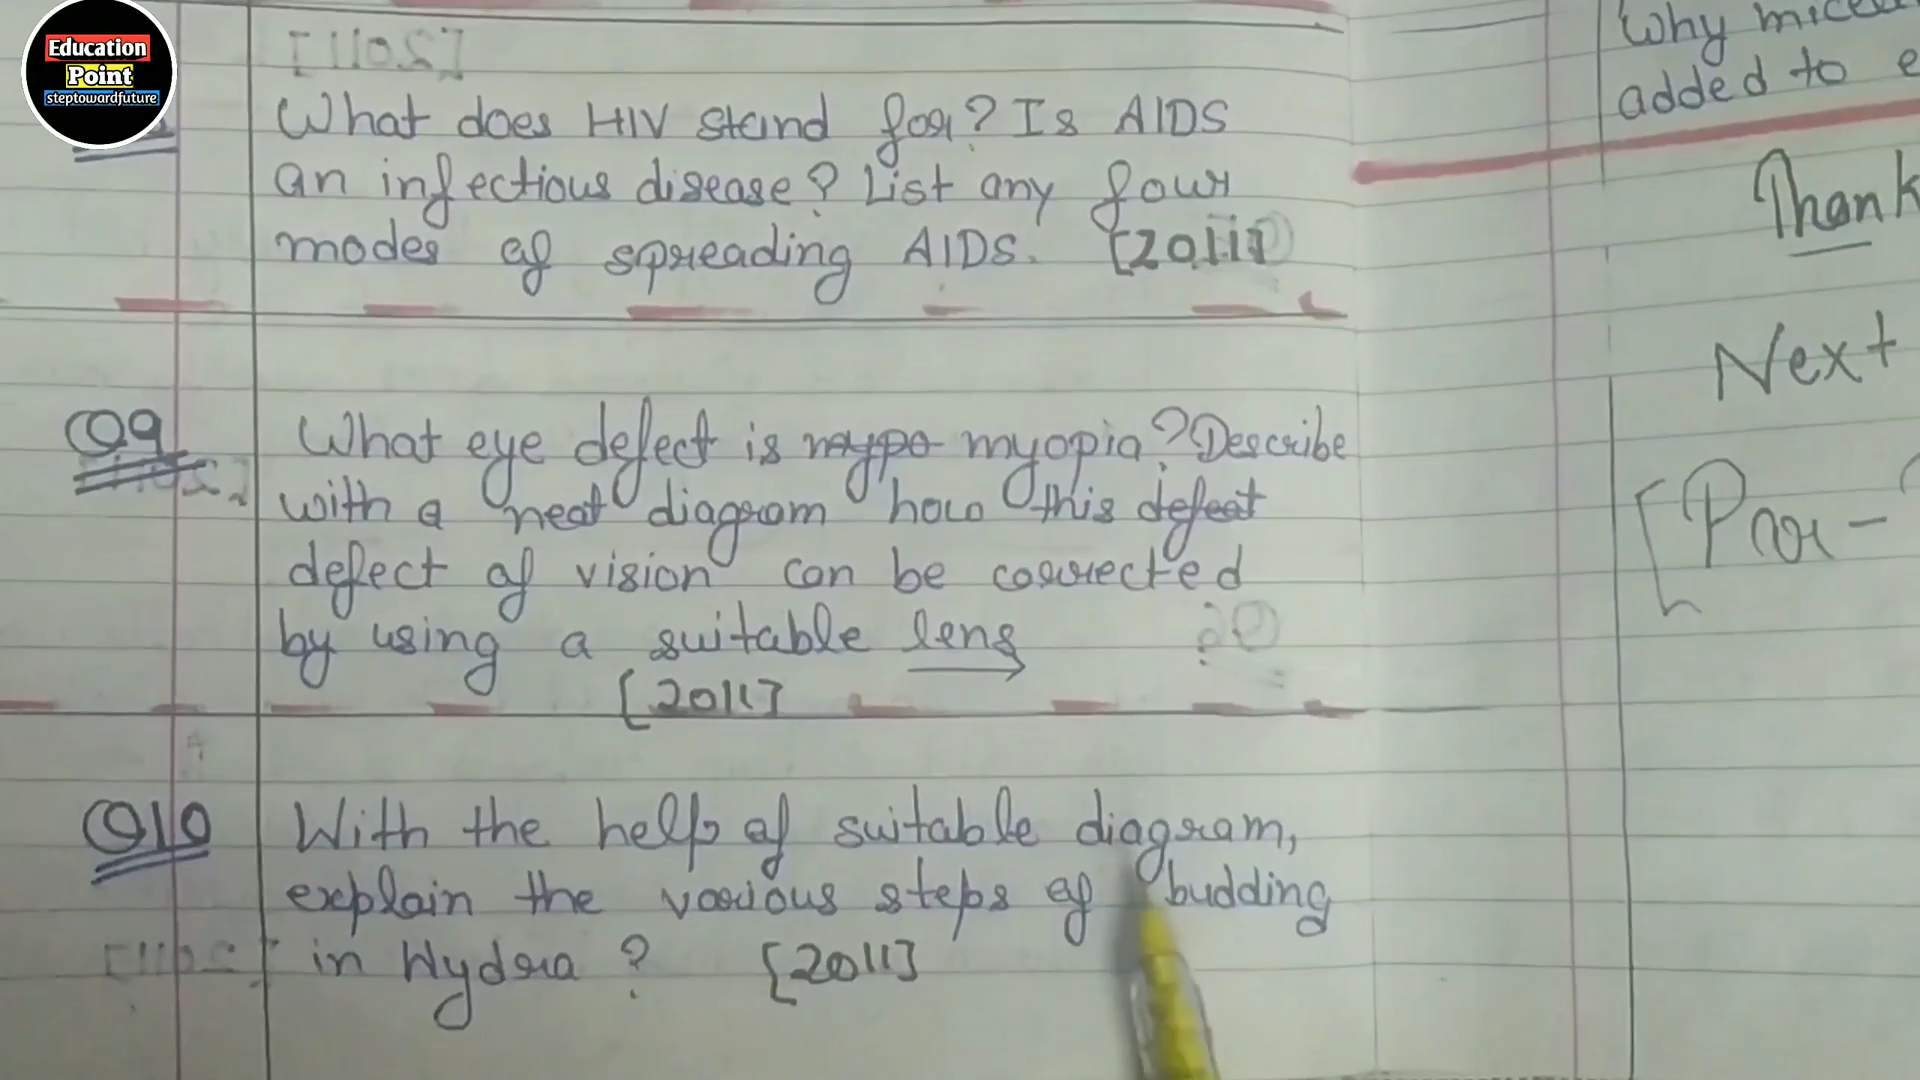 Education
Point
steptowardfuture
What does HIV stand for? Is AIDS
an infectious disease? List any four
modes of spreading AIDS. [2011]
Q9 What eye defect is mypo myopia? Describe
with a neat diagram how this defeat
defect of vision can be corrected
by using a suitable lens
[2011]
Q10 With the help of suitable diagram,
explain the various steps of budding
in Hydra ? [2011]
Why
added to
Thank
Next